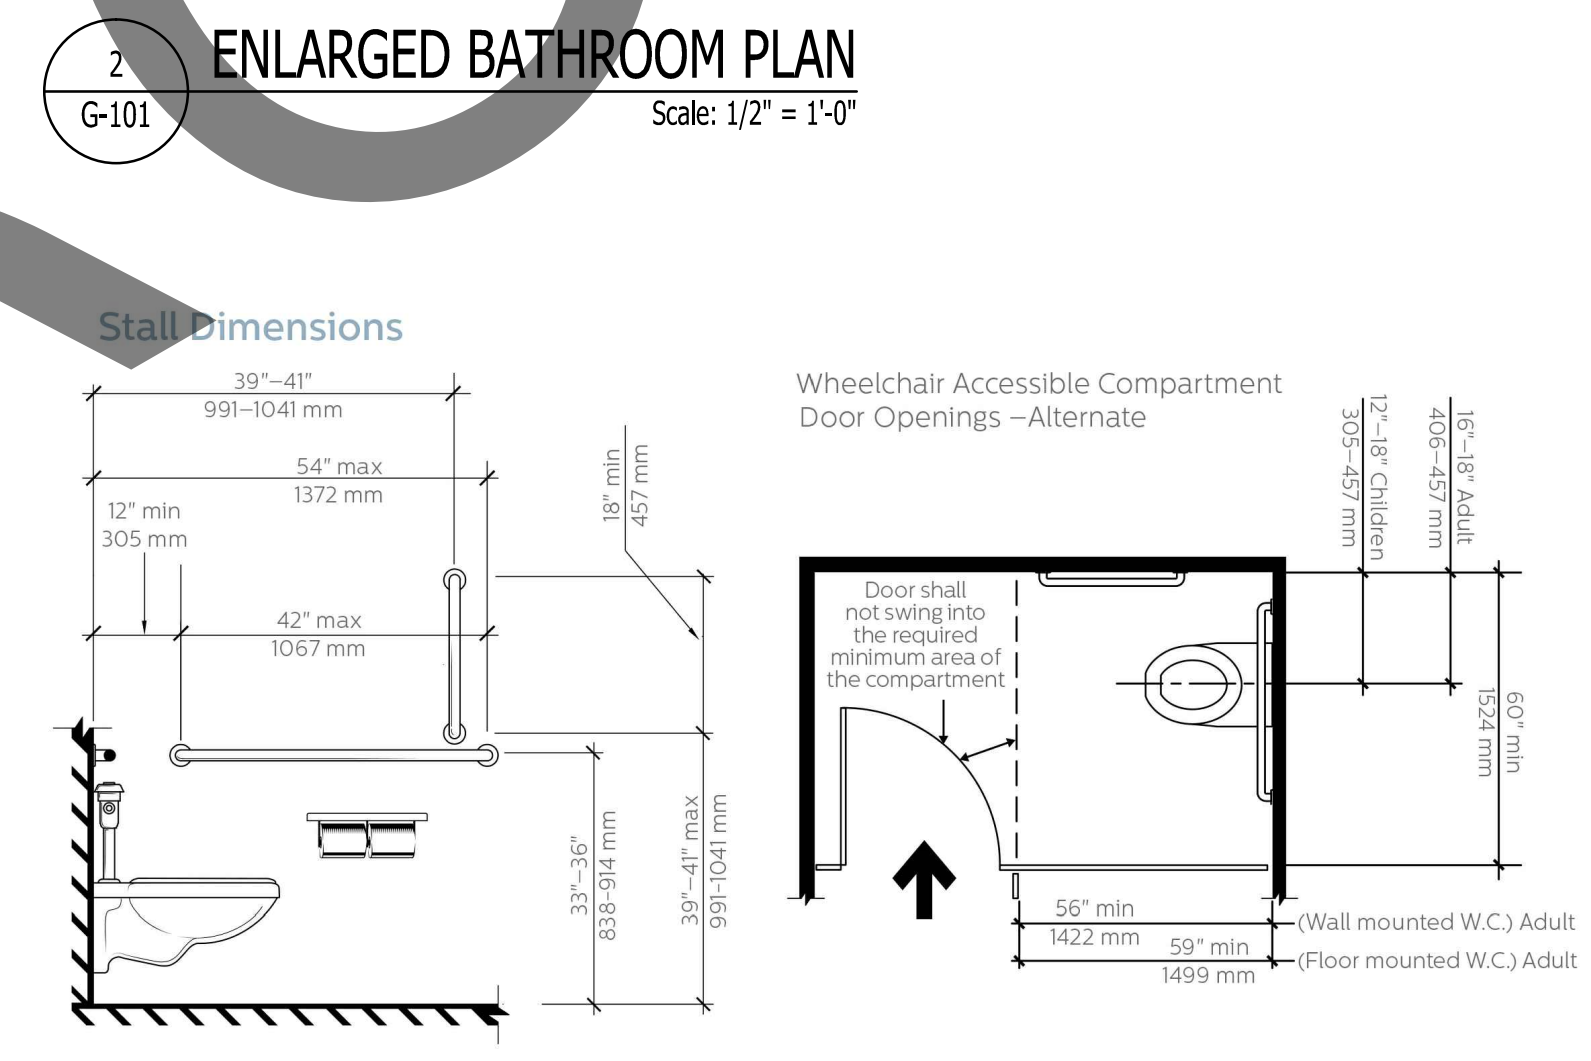 2
G-101
ENLARGED BATHROOM PLAN
Scale: 1/2" = 1'-0"
Stall Dimensions
39"–41"
991–1041 mm
54" max
1372 mm
12" min
305 mm
42" max
1067 mm
18" min
457 mm
33"–36"
838–914 mm
39"–41" max
991–1041 mm
Wheelchair Accessible Compartment
Door Openings –Alternate
12"–18" Children
305–457 mm
16"–18" Adult
406–457 mm
Door shall
not swing into
the required
minimum area of
the compartment
60" min
1524 mm
56" min
1422 mm
(Wall mounted W.C.) Adult
59" min
1499 mm
(Floor mounted W.C.) Adult